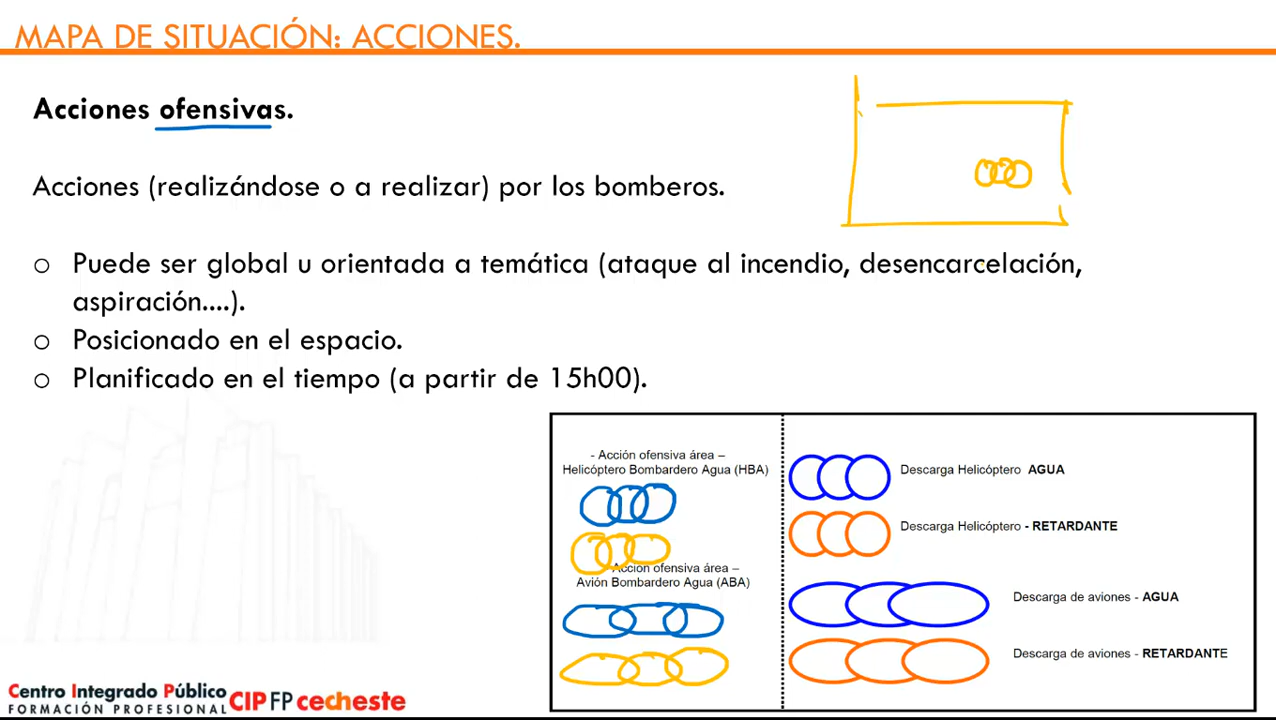 MAPA DE SITUACIÓN: ACCIONES.
Acciones ofensivas.
Acciones (realizándose o a realizar) por los bomberos.
o Puede ser global u orientada a temática (ataque al incendio, desencarcelación,
aspiración....).
o Posicionado en el espacio.
o Planificado en el tiempo (a partir de 15h00).
- Acción ofensiva área –
Helicóptero Bombardero Agua (HBA)
Acción ofensiva área –
Avión Bombardero Agua (ABA)
Descarga Helicóptero AGUA
Descarga Helicóptero - RETARDANTE
Descarga de aviones - AGUA
Descarga de aviones - RETARDANTE
Centro Integrado Público
FORMACIÓN PROFESIONAL
CIPFP cecheste